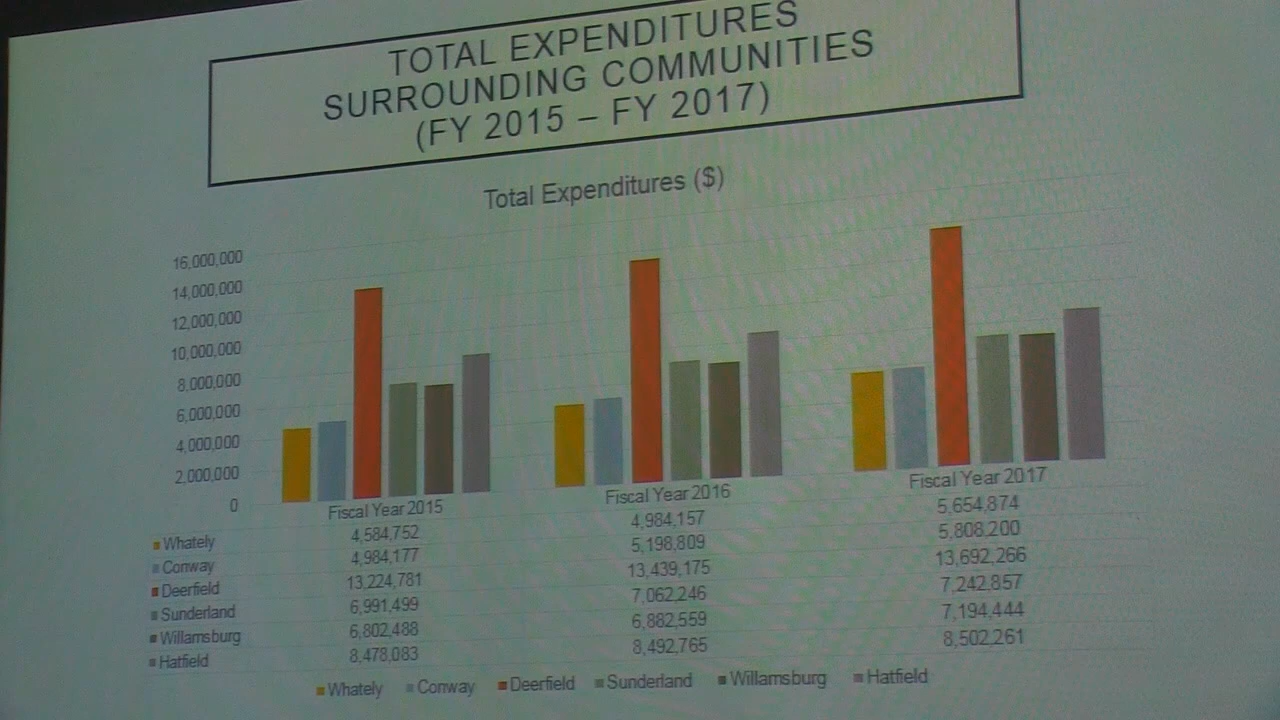 TOTAL EXPENDITURES
SURROUNDING COMMUNITIES
(FY 2015 – FY 2017)
Total Expenditures ($)
16,000,000
14,000,000
12,000,000
10,000,000
8,000,000
6,000,000
4,000,000
2,000,000
0
Fiscal Year 2015 Fiscal Year 2016 Fiscal Year 2017
Whately 4,584,752 4,984,157 5,654,874
Conway 4,984,177 5,198,809 5,808,200
Deerfield 13,224,781 13,439,175 13,692,266
Sunderland 6,991,499 7,062,246 7,242,857
Willamsburg 6,802,488 6,882,559 7,194,444
Hatfield 8,478,083 8,492,765 8,502,261
Whately Conway Deerfield Sunderland Willamsburg Hatfield